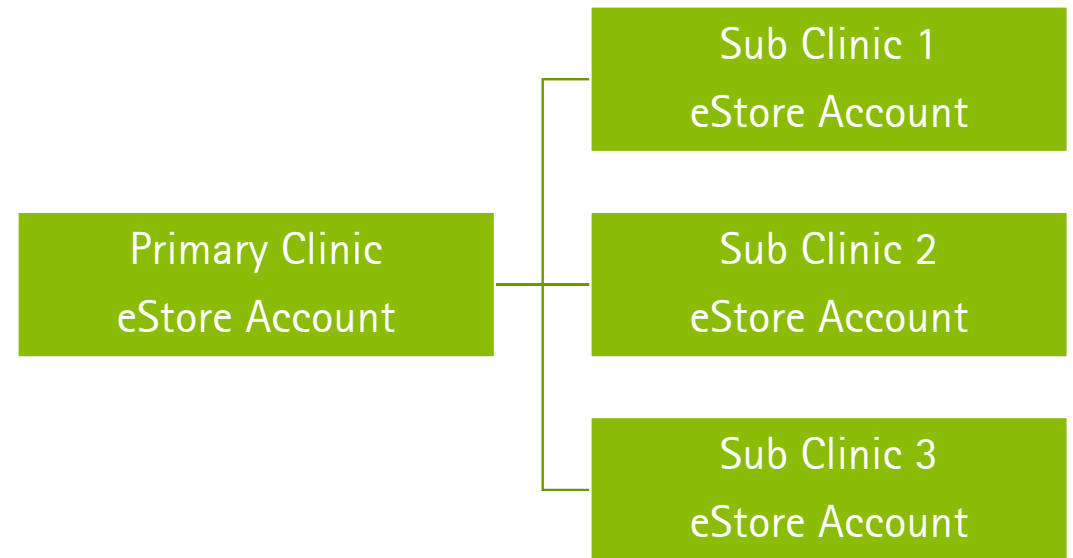 Sub Clinic 1
eStore Account
Primary Clinic
eStore Account
Sub Clinic 2
eStore Account
Sub Clinic 3
eStore Account